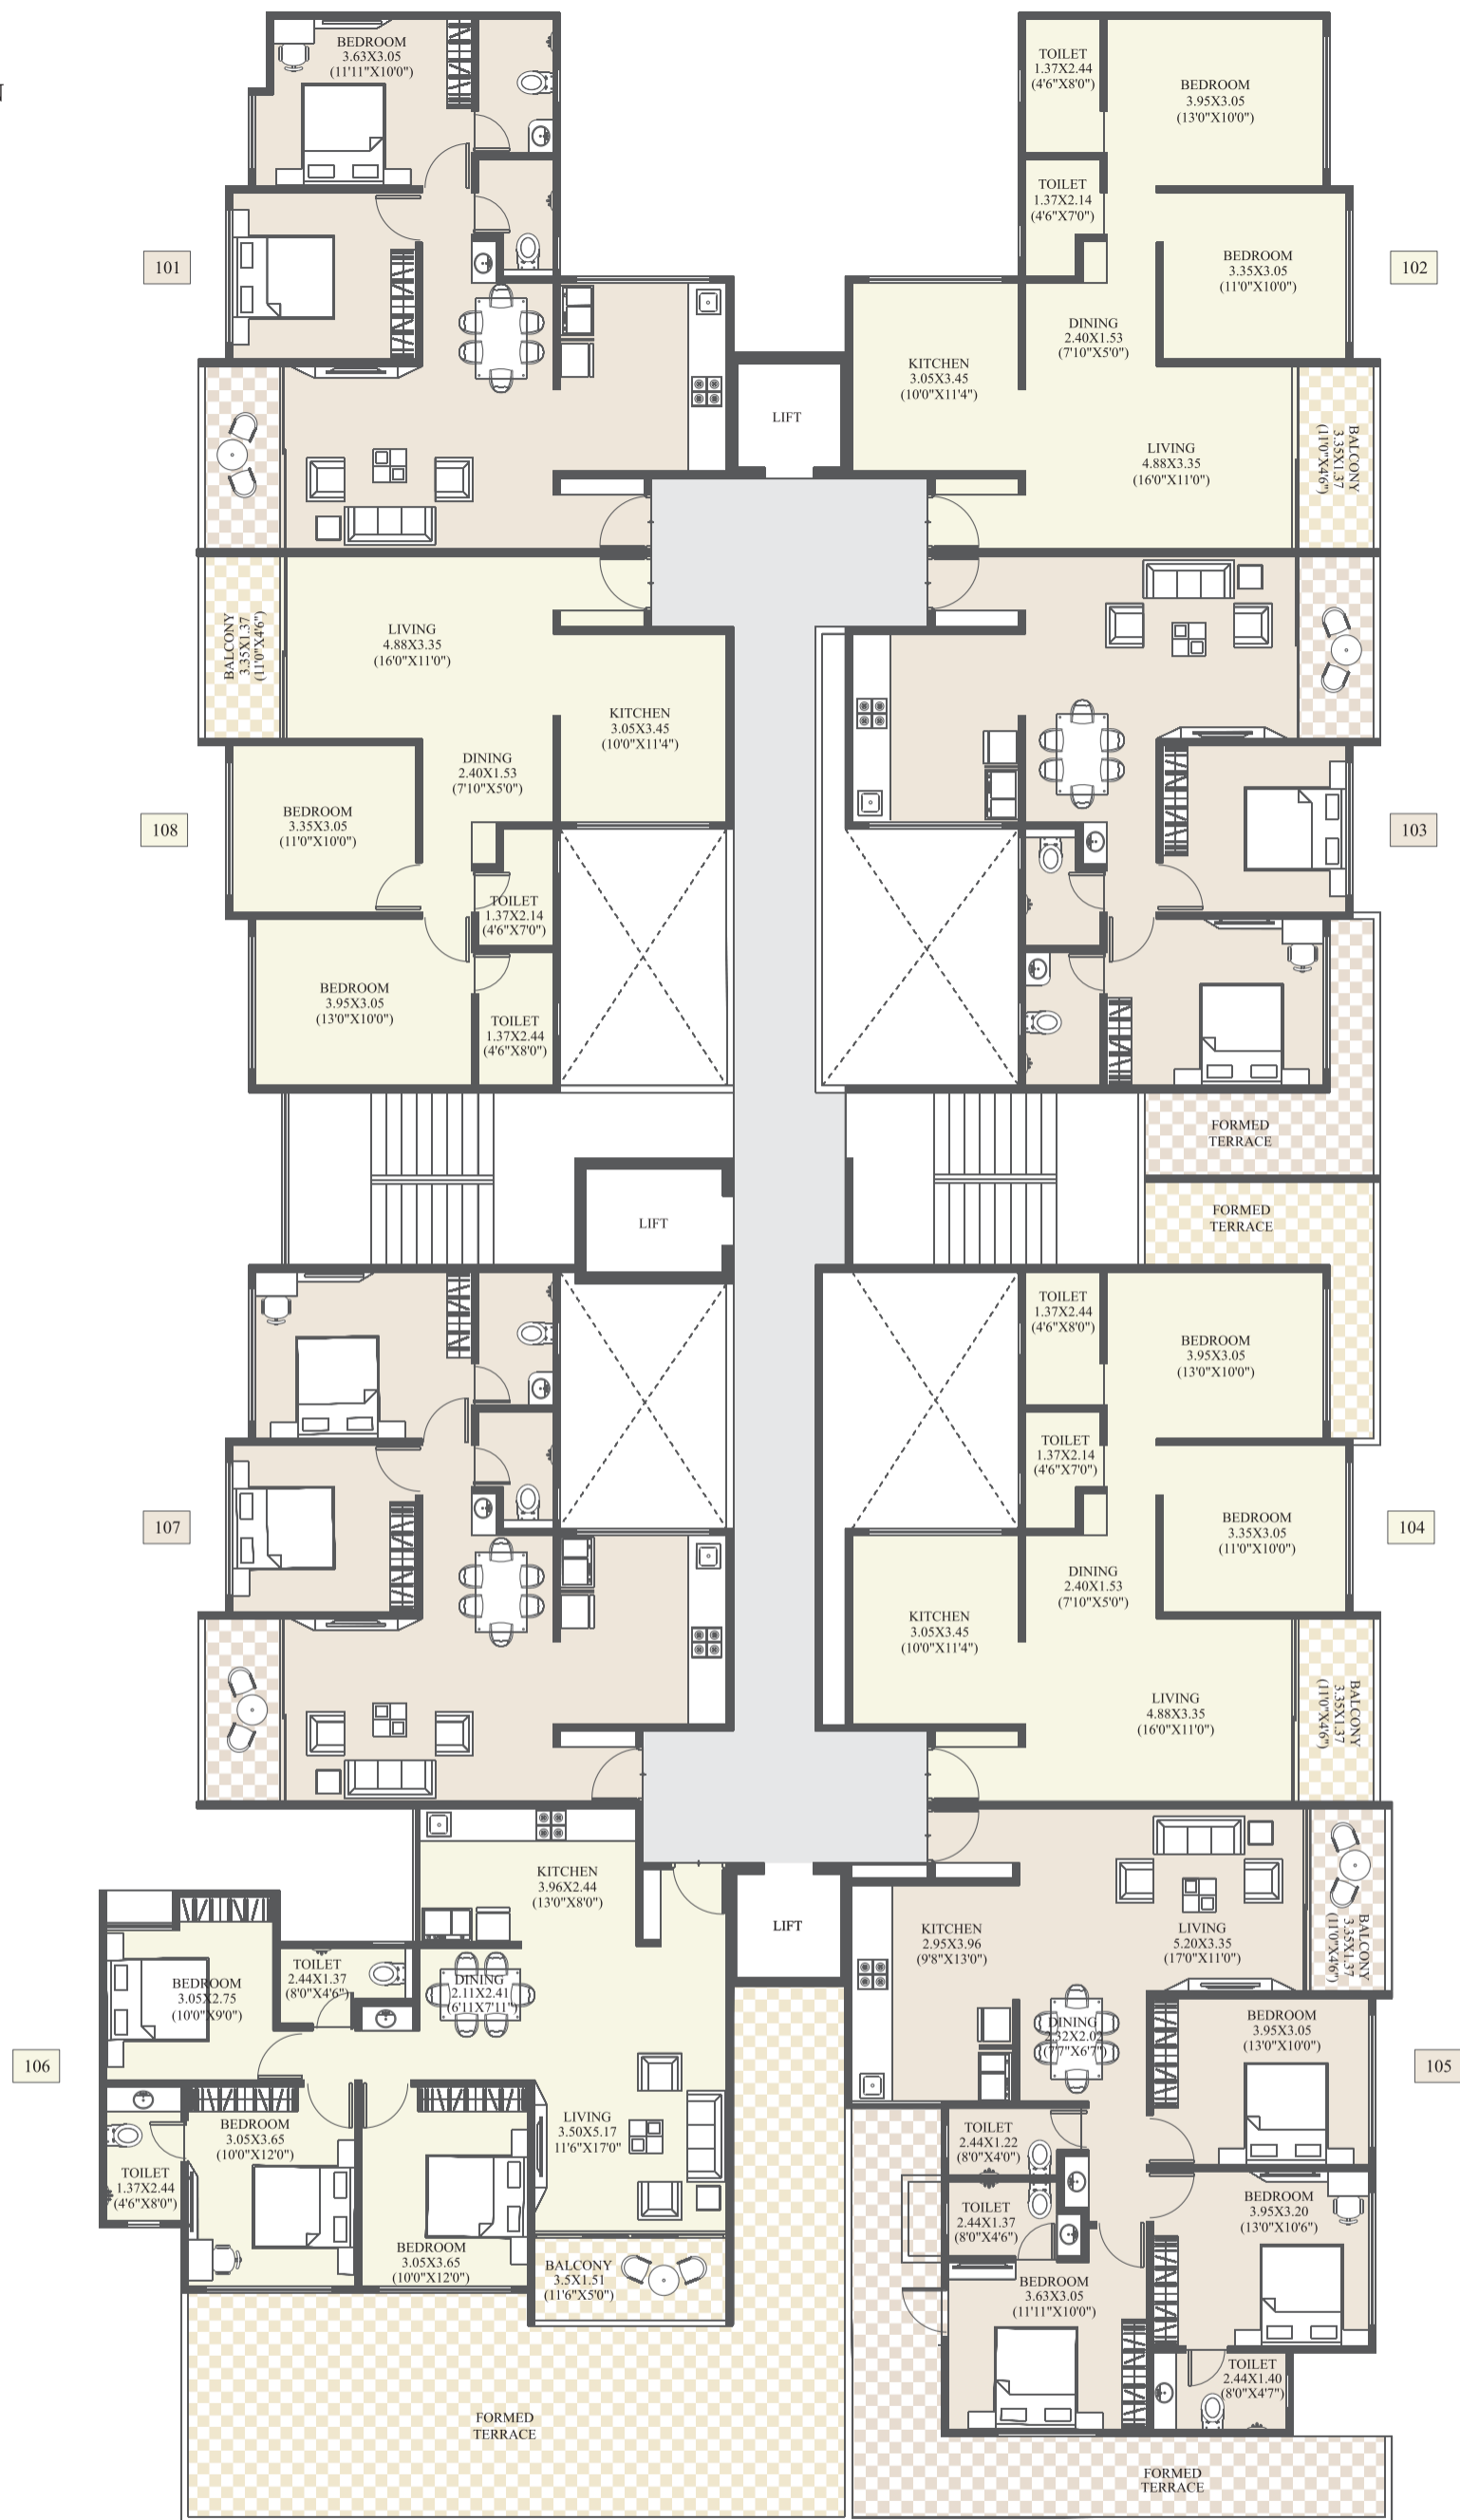 BEDROOM
3.63X3.05
(11'11"X10'0")
101
TOILET
1.37X2.44
(4'6"X8'0")
BEDROOM
3.95X3.05
(13'0"X10'0")
TOILET
1.37X2.14
(4'6"X7'0")
BEDROOM
3.35X3.05
(11'0"X10'0")
102
DINING
2.40X1.53
(7'10"X5'0")
KITCHEN
3.05X3.45
(10'0"X11'4")
LIFT
LIVING
4.88X3.35
(16'0"X11'0")
BALCONY
3.35X1.37
(11'0"X4'6")
BALCONY
3.35X1.37
(11'0"X4'6")
LIVING
4.88X3.35
(16'0"X11'0")
KITCHEN
3.05X3.45
(10'0"X11'4")
DINING
2.40X1.53
(7'10"X5'0")
108
BEDROOM
3.35X3.05
(11'0"X10'0")
103
TOILET
1.37X2.14
(4'6"X7'0")
BEDROOM
3.95X3.05
(13'0"X10'0")
TOILET
1.37X2.44
(4'6"X8'0")
FORMED
TERRACE
FORMED
TERRACE
LIFT
TOILET
1.37X2.44
(4'6"X8'0")
BEDROOM
3.95X3.05
(13'0"X10'0")
TOILET
1.37X2.14
(4'6"X7'0")
107
BEDROOM
3.35X3.05
(11'0"X10'0")
104
DINING
2.40X1.53
(7'10"X5'0")
KITCHEN
3.05X3.45
(10'0"X11'4")
LIVING
4.88X3.35
(16'0"X11'0")
BALCONY
3.35X1.37
(11'0"X4'6")
KITCHEN
3.96X2.44
(13'0"X8'0")
LIFT
KITCHEN
2.95X3.96
(9'8"X13'0")
LIVING
5.20X3.35
(17'0"X11'0")
BALCONY
3.35X1.37
(11'0"X4'6")
BEDROOM
3.05X2.75
(10'0"X9'0")
TOILET
2.44X1.37
(8'0"X4'6")
DINING
2.11X2.41
(6'11X7'11")
DINING
2.32X2.02
(7'7"X6'7")
BEDROOM
3.95X3.05
(13'0"X10'0")
106
105
BEDROOM
3.05X3.65
(10'0"X12'0")
LIVING
3.50X5.17
11'6"X17'0"
TOILET
2.44X1.22
(8'0"X4'0")
TOILET
1.37X2.44
(4'6"X8'0")
TOILET
2.44X1.37
(8'0"X4'6")
BEDROOM
3.95X3.20
(13'0"X10'6")
BEDROOM
3.05X3.65
(10'0"X12'0")
BALCONY
3.5X1.51
(11'6"X5'0")
BEDROOM
3.63X3.05
(11'11"X10'0")
TOILET
2.44X1.40
(8'0"X4'7")
FORMED
TERRACE
FORMED
TERRACE